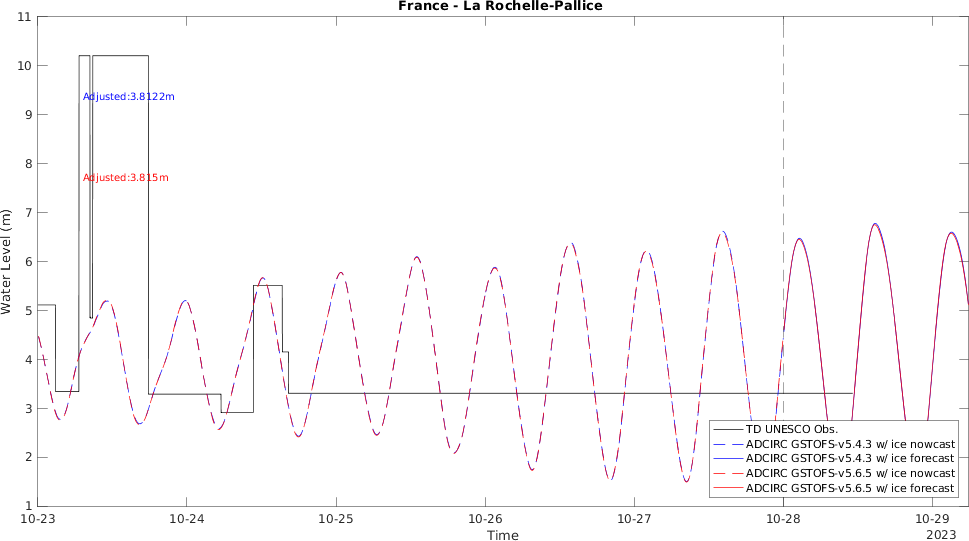 France - La Rochelle-Pallice
11
10
9
8
7
6
5
4
3
2
1
Water Level (m)
Adjusted:3.8122m
Adjusted:3.815m
TD UNESCO Obs.
ADCIRC GSTOFS-v5.4.3 w/ ice nowcast
ADCIRC GSTOFS-v5.4.3 w/ ice forecast
ADCIRC GSTOFS-v5.6.5 w/ ice nowcast
ADCIRC GSTOFS-v5.6.5 w/ ice forecast
10-23 10-24 10-25 10-26 10-27 10-28 10-29
Time
2023